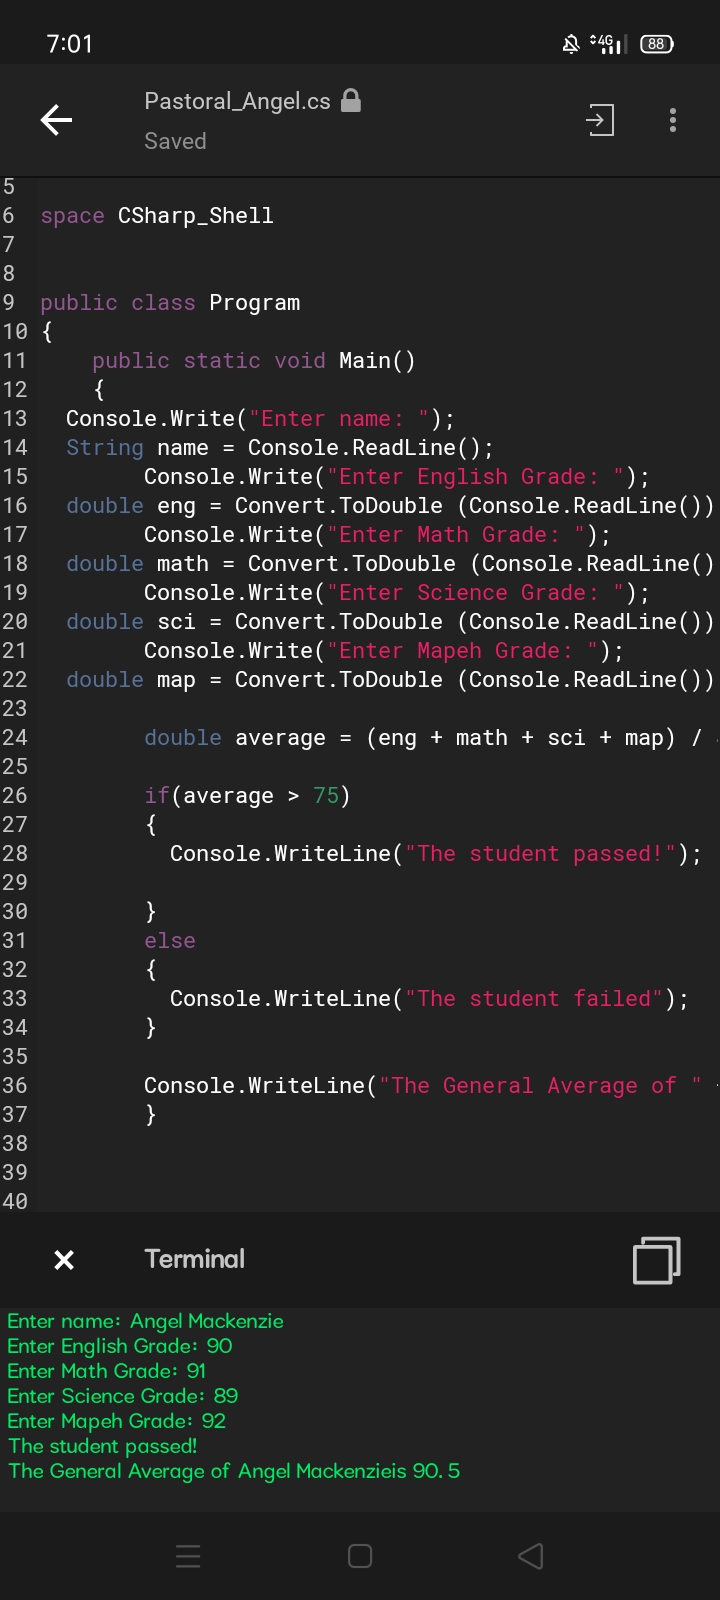 7:01
4G
88
Pastoral_Angel.cs
Saved
5
6 space CSharp_Shell
7
8
9 public class Program
10 {
11     public static void Main()
12     {
13   Console.Write("Enter name: ");
14   String name = Console.ReadLine();
15         Console.Write("Enter English Grade: ");
16   double eng = Convert.ToDouble (Console.ReadLine())
17         Console.Write("Enter Math Grade: ");
18   double math = Convert.ToDouble (Console.ReadLine()
19         Console.Write("Enter Science Grade: ");
20   double sci = Convert.ToDouble (Console.ReadLine())
21         Console.Write("Enter Mapeh Grade: ");
22   double map = Convert.ToDouble (Console.ReadLine())
23
24         double average = (eng + math + sci + map) /
25
26         if(average > 75)
27         {
28           Console.WriteLine("The student passed!");
29
30         }
31         else
32         {
33           Console.WriteLine("The student failed");
34         }
35
36         Console.WriteLine("The General Average of "
37         }
38
39
40
Terminal
Enter name: Angel Mackenzie
Enter English Grade: 90
Enter Math Grade: 91
Enter Science Grade: 89
Enter Mapeh Grade: 92
The student passed!
The General Average of Angel Mackenzieis 90.5